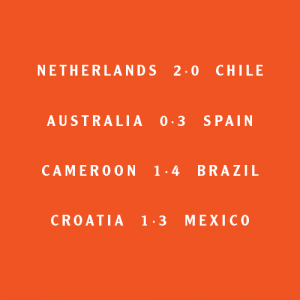 NETHERLANDS 2·0 CHILE
AUSTRALIA 0·3 SPAIN
CAMEROON 1·4 BRAZIL
CROATIA 1·3 MEXICO